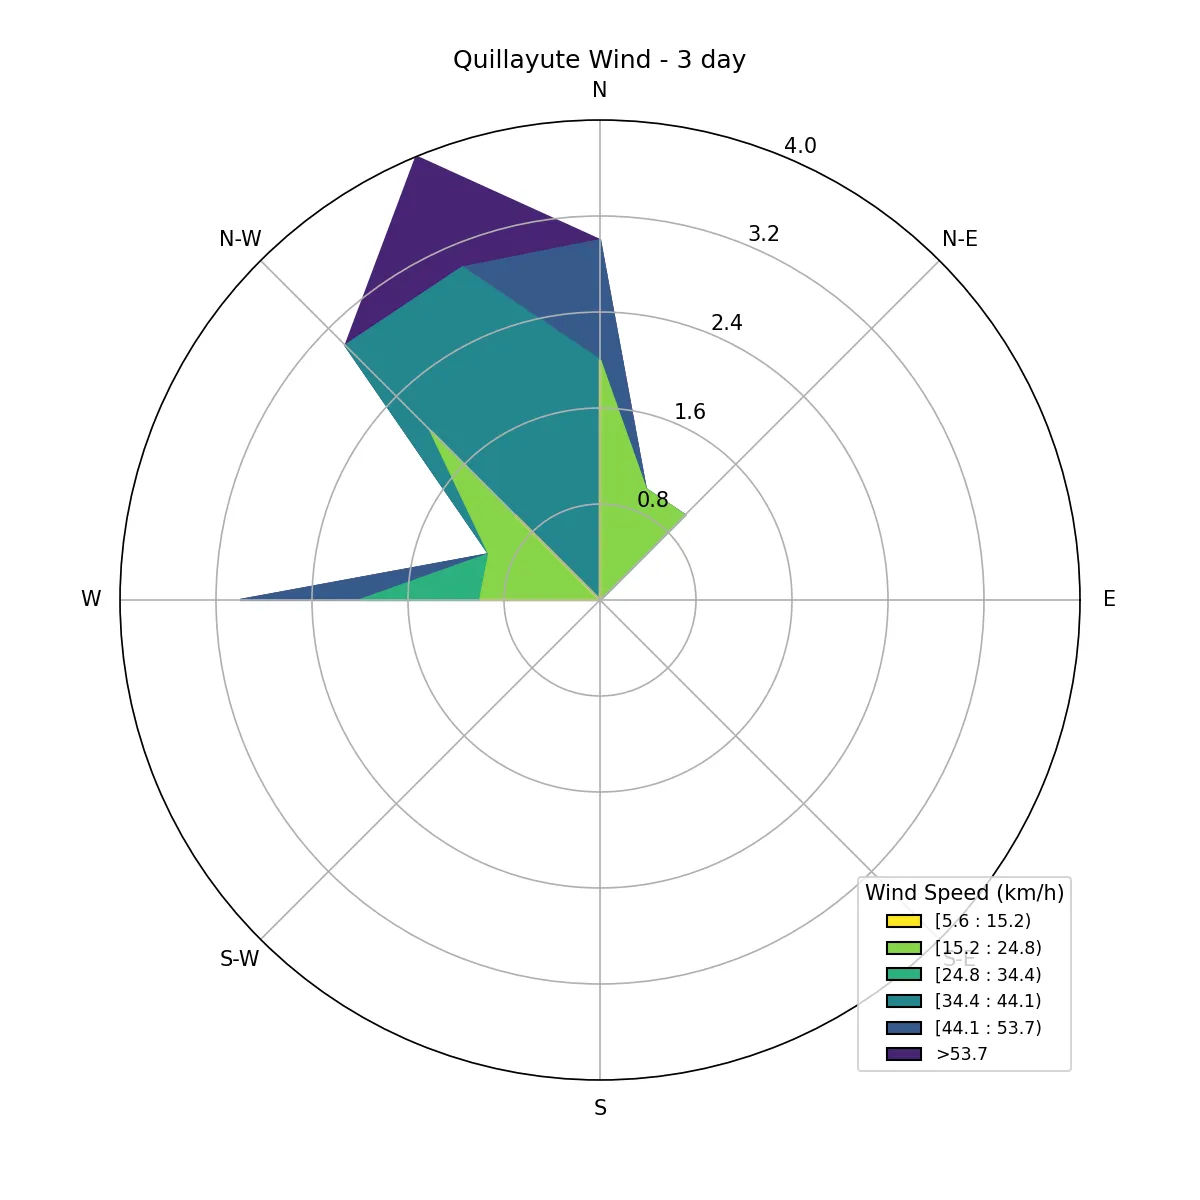 Quillayute Wind - 3 day
N
4.0
N-W
N-E
3.2
2.4
1.6
0.8
W
E
S-W
S-E
S
Wind Speed (km/h)
[5.6 : 15.2)
[15.2 : 24.8)
[24.8 : 34.4)
[34.4 : 44.1)
[44.1 : 53.7)
>53.7